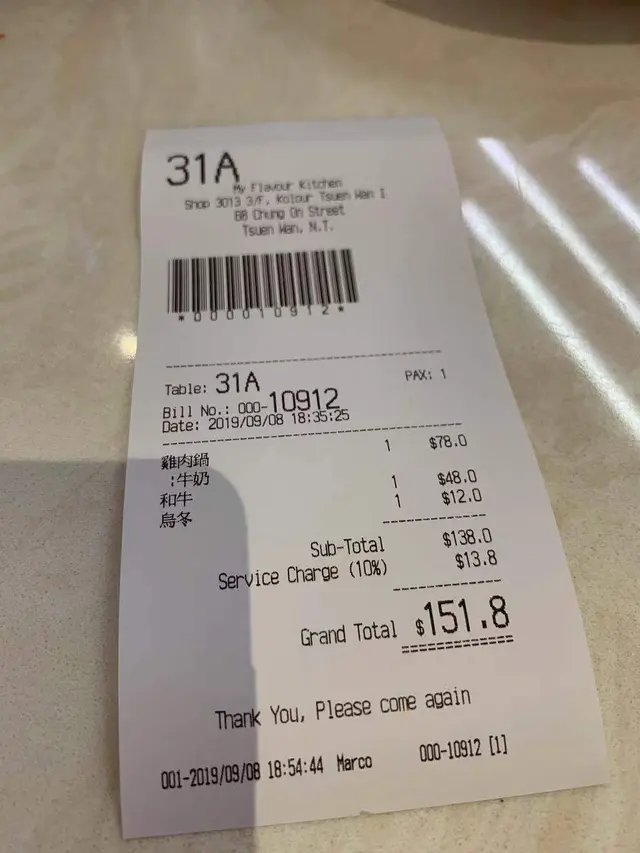 31A
My Flavour Kitchen
Shop 3013 3/F, Kolour Tsuen Wan I
68 Chung On Street
Tsuen Wan, N.T.
*000010912*
Table: 31A PAX: 1
Bill No.: 000-10912
Date: 2019/09/08 18:35:25
雞肉鍋 1 $78.0
:牛奶
和牛 1 $48.0
烏冬 1 $12.0
Sub-Total $138.0
Service Charge (10%) $13.8
Grand Total $151.8
Thank You, Please come again
001-2019/09/08 18:54:44 Marco 000-10912 [1]